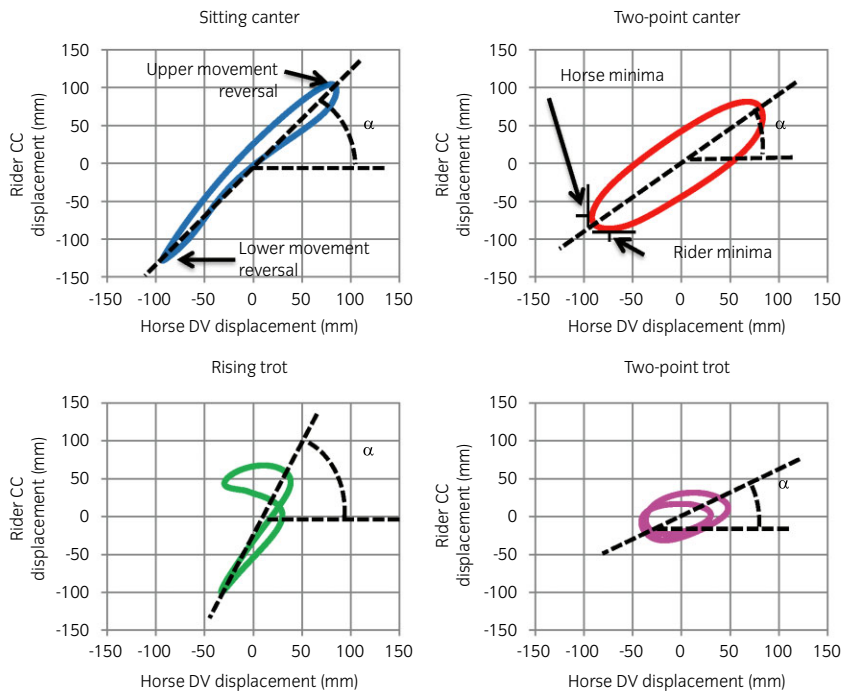 Sitting canter
150
100
50
0
-50
-100
-150
Rider CC
displacement (mm)
Upper movement
reversal
α
Lower movement
reversal
-150 -100 -50 0 50 100 150
Horse DV displacement (mm)
Two-point canter
150
100
50
0
-50
-100
-150
Rider CC
displacement (mm)
Horse minima
α
Rider minima
-150 -100 -50 0 50 100 150
Horse DV displacement (mm)
Rising trot
150
100
50
0
-50
-100
-150
Rider CC
displacement (mm)
α
-150 -100 -50 0 50 100 150
Horse DV displacement (mm)
Two-point trot
150
100
50
0
-50
-100
-150
Rider CC
displacement (mm)
α
-150 -100 -50 0 50 100 150
Horse DV displacement (mm)